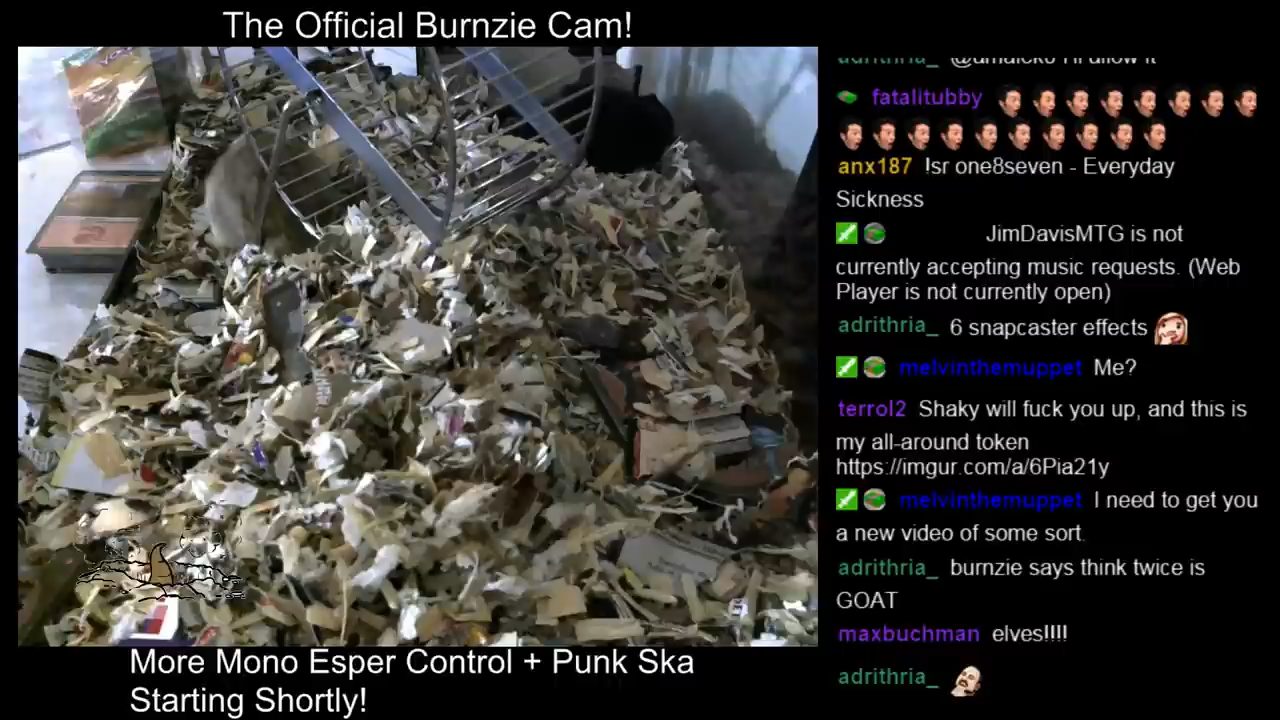 The Official Burnzie Cam!
fatalitubby
anx187 !sr one8seven - Everyday
Sickness
JimDavisMTG is not
currently accepting music requests. (Web
Player is not currently open)
adrithria_ 6 snapcaster effects
melvinthemuppet Me?
terrol2 Shaky will fuck you up, and this is
my all-around token
https://imgur.com/a/6Pia21y
melvinthemuppet I need to get you
a new video of some sort.
adrithria_ burnzie says think twice is
GOAT
maxbuchman elves!!!!
adrithria_
More Mono Esper Control + Punk Ska
Starting Shortly!